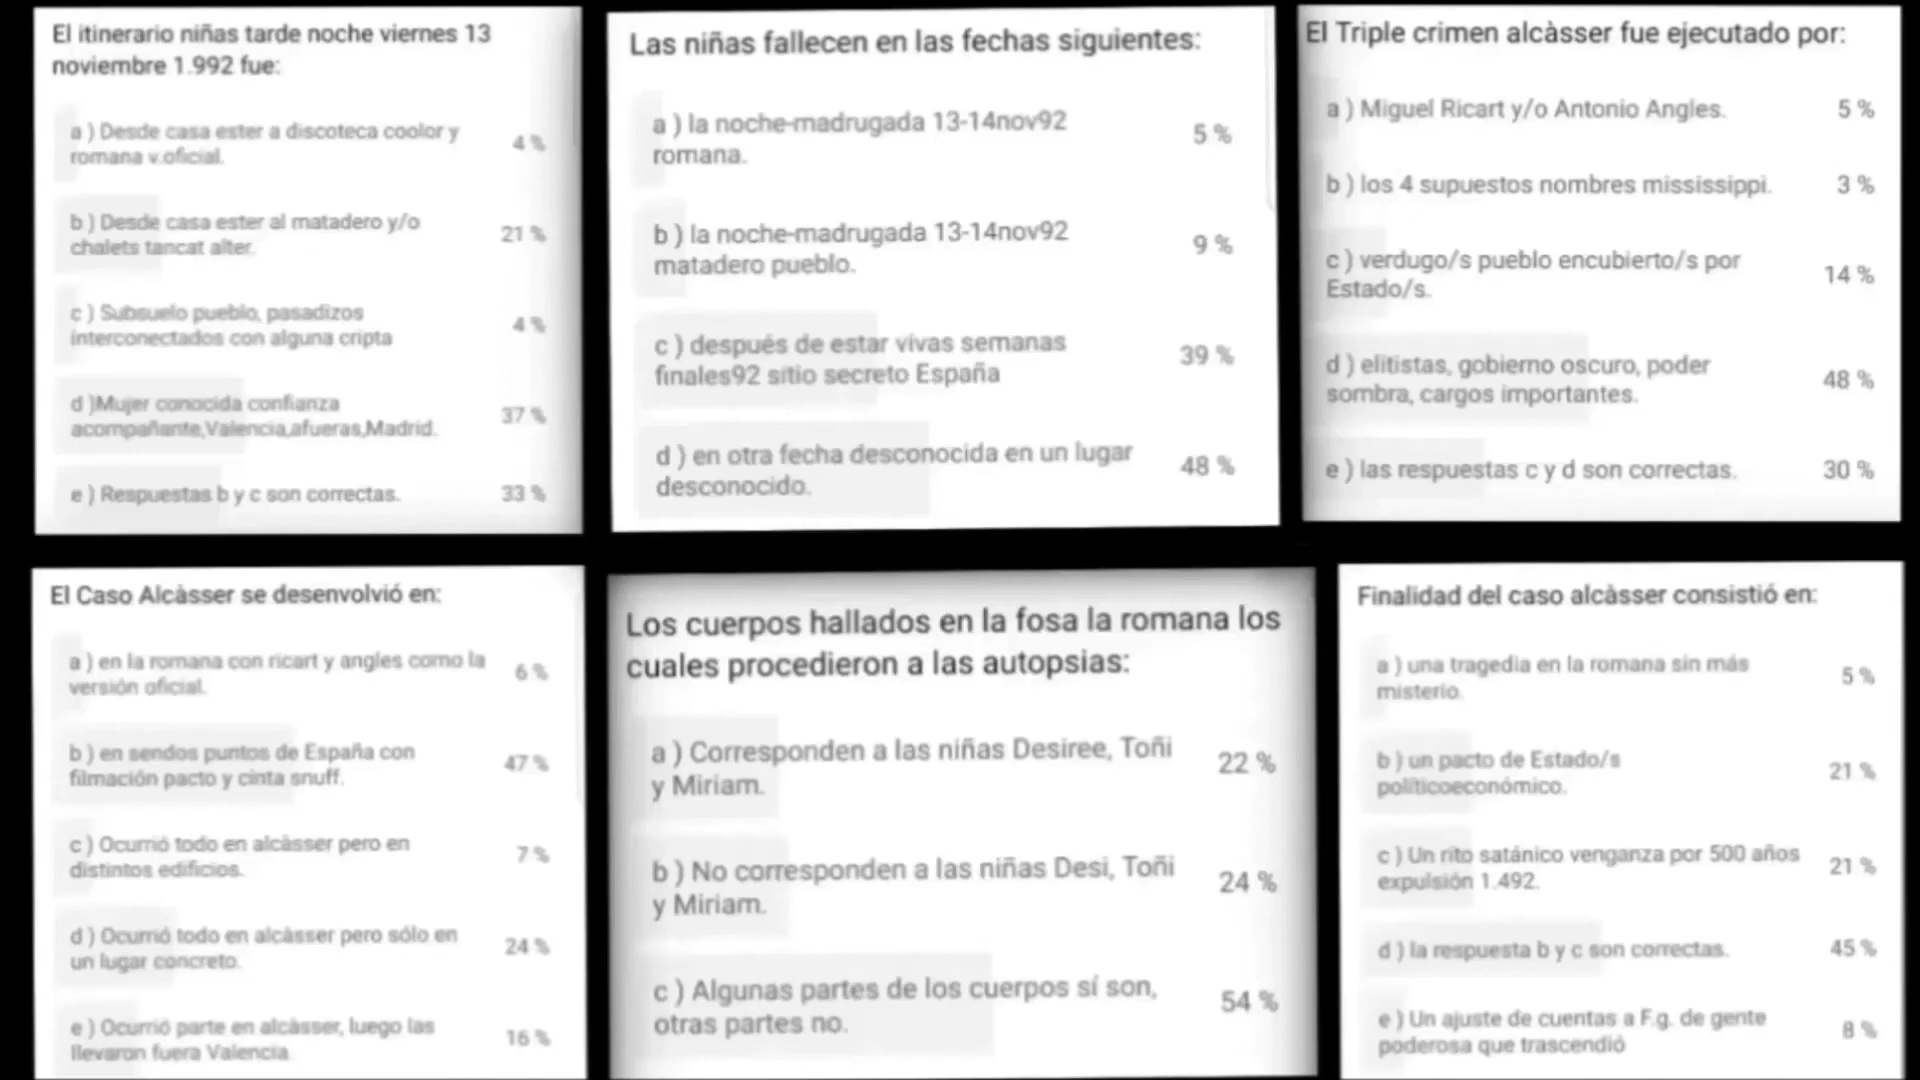 El itinerario niñas tarde noche viernes 13
noviembre 1.992 fue:
a ) Desde casa ester a discoteca coolor y
romana v.oficial.
4 %
b ) Desde casa ester al matadero y/o
chalets tancat alter.
21 %
c ) Subsuelo pueblo, pasadizos
interconectados con alguna cripta
4 %
d )Mujer conocida confianza
acompañante,Valencia,afueras,Madrid.
37 %
e ) Respuestas b y c son correctas.
33 %
Las niñas fallecen en las fechas siguientes:
a ) la noche-madrugada 13-14nov92
romana.
5 %
b ) la noche-madrugada 13-14nov92
matadero pueblo.
9 %
c ) después de estar vivas semanas
finales92 sitio secreto España
39 %
d ) en otra fecha desconocida en un lugar
desconocido.
48 %
El Triple crimen alcàsser fue ejecutado por:
a ) Miguel Ricart y/o Antonio Angles.
5 %
b ) los 4 supuestos nombres mississippi.
3 %
c ) verdugo/s pueblo encubierto/s por
Estado/s.
14 %
d ) elitistas, gobierno oscuro, poder
sombra, cargos importantes.
48 %
e ) las respuestas c y d son correctas.
30 %
El Caso Alcàsser se desenvolvió en:
a ) en la romana con ricart y angles como la
versión oficial.
6 %
b ) en sendos puntos de España con
filmación pacto y cinta snuff.
47 %
c ) Ocurrió todo en alcàsser pero en
distintos edificios.
7 %
d ) Ocurrió todo en alcàsser pero sólo en
un lugar concreto.
24 %
e ) Ocurrió parte en alcàsser, luego las
llevaron fuera Valencia
16 %
Los cuerpos hallados en la fosa la romana los
cuales procedieron a las autopsias:
a ) Corresponden a las niñas Desiree, Toñi
y Miriam.
22 %
b ) No corresponden a las niñas Desi, Toñi
y Miriam.
24 %
c ) Algunas partes de los cuerpos sí son,
otras partes no.
54 %
Finalidad del caso alcàsser consistió en:
a ) una tragedia en la romana sin más
misterio.
5 %
b ) un pacto de Estado/s
políticoeconómico.
21 %
c ) Un rito satánico venganza por 500 años
expulsión 1.492.
21 %
d ) la respuesta b y c son correctas.
45 %
e ) Un ajuste de cuentas a F.g. de gente
poderosa que trascendió
8 %